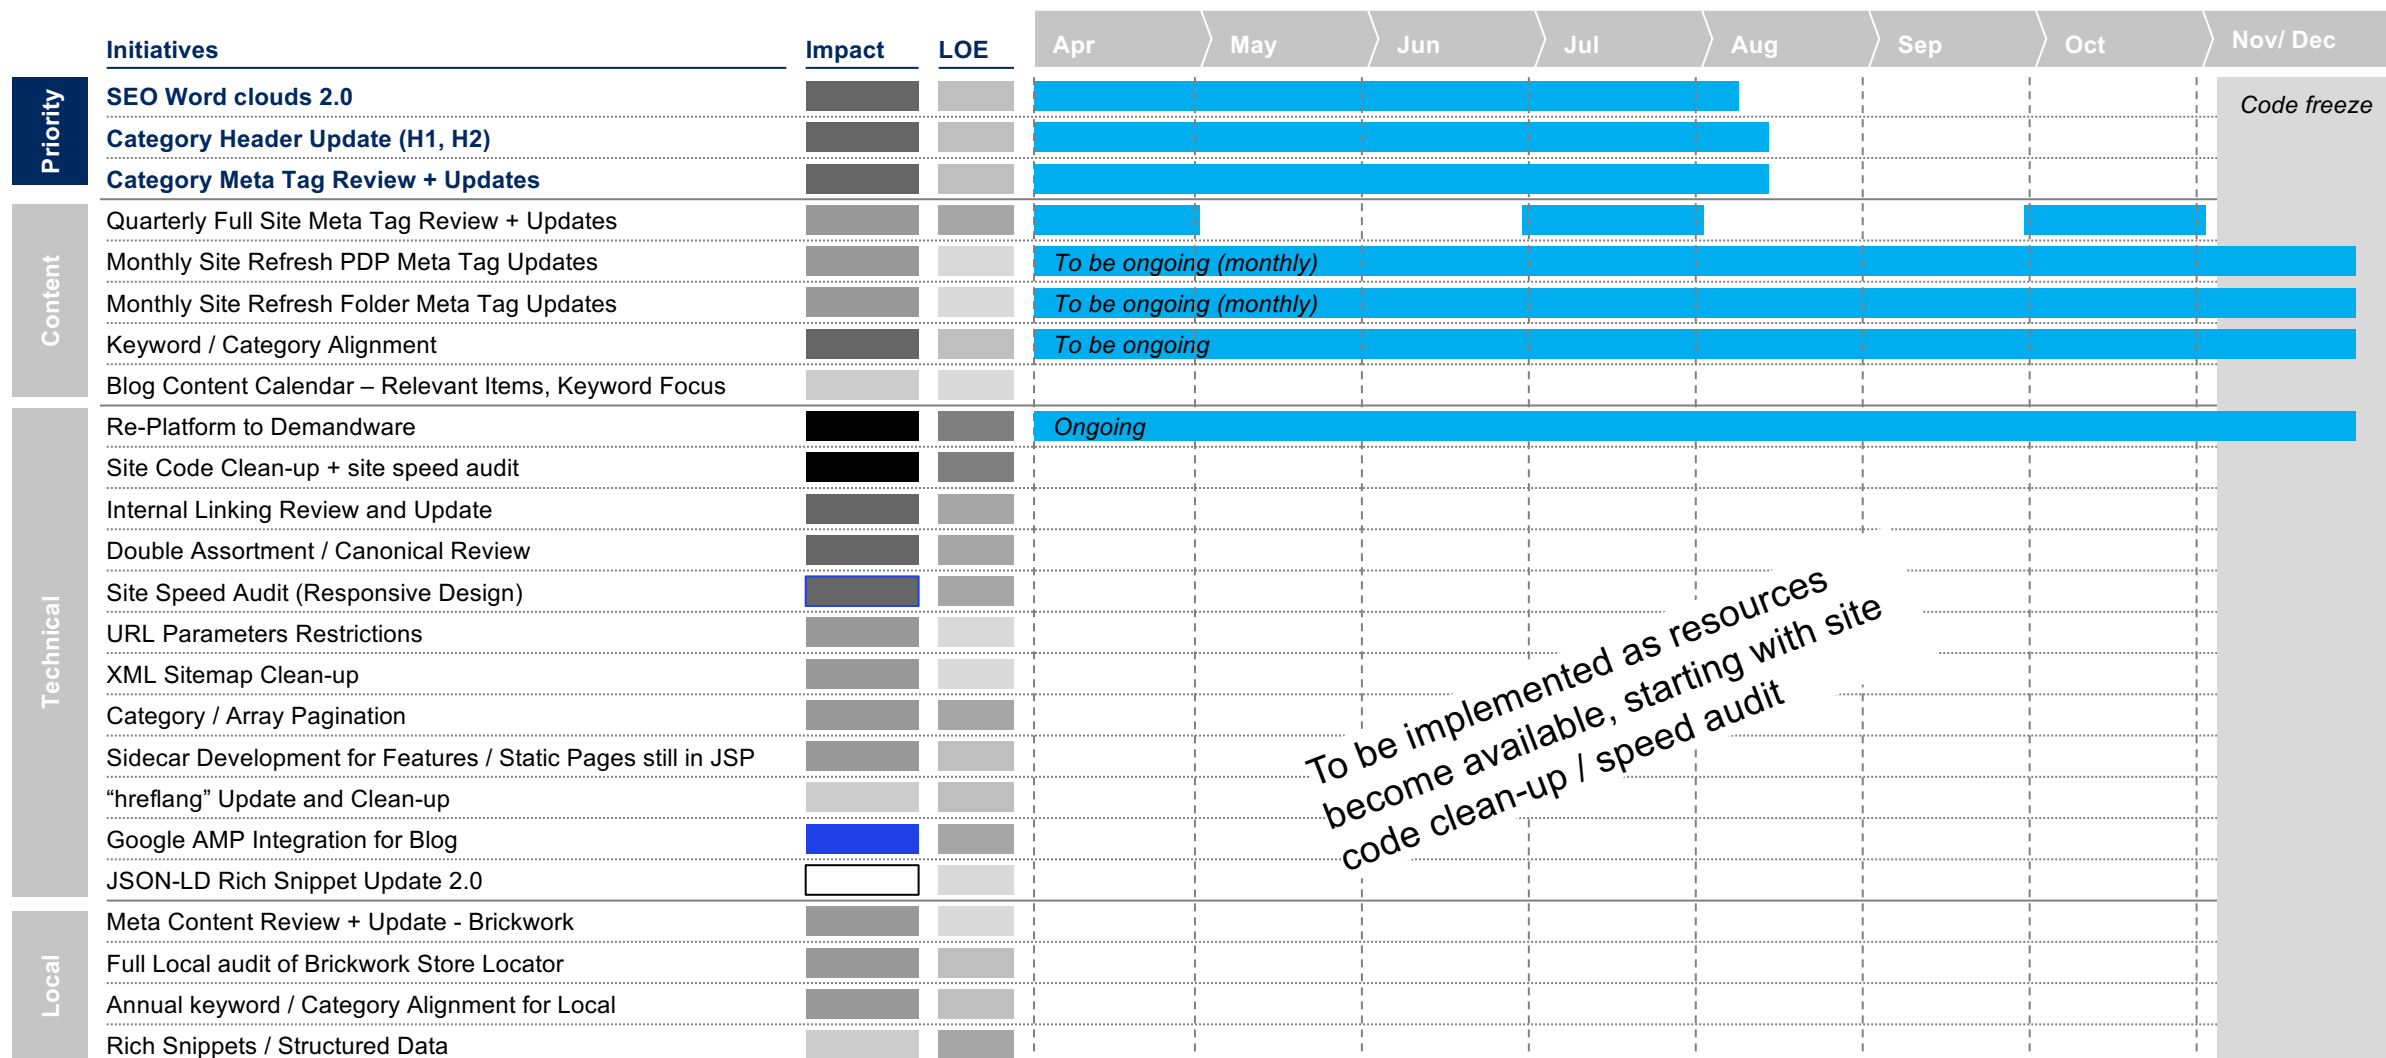 Initiatives Impact LOE Apr May Jun Jul Aug Sep Oct Nov/ Dec
Priority
SEO Word clouds 2.0
Code freeze
Category Header Update (H1, H2)
Category Meta Tag Review + Updates
Content
Quarterly Full Site Meta Tag Review + Updates
Monthly Site Refresh PDP Meta Tag Updates To be ongoing (monthly)
Monthly Site Refresh Folder Meta Tag Updates To be ongoing (monthly)
Keyword / Category Alignment To be ongoing
Blog Content Calendar – Relevant Items, Keyword Focus
Technical
Re-Platform to Demandware Ongoing
Site Code Clean-up + site speed audit
Internal Linking Review and Update
Double Assortment / Canonical Review
Site Speed Audit (Responsive Design)
URL Parameters Restrictions
XML Sitemap Clean-up
Category / Array Pagination
Sidecar Development for Features / Static Pages still in JSP
“hreflang” Update and Clean-up
Google AMP Integration for Blog
JSON-LD Rich Snippet Update 2.0
To be implemented as resources
become available, starting with site
code clean-up / speed audit
Local
Meta Content Review + Update - Brickwork
Full Local audit of Brickwork Store Locator
Annual keyword / Category Alignment for Local
Rich Snippets / Structured Data